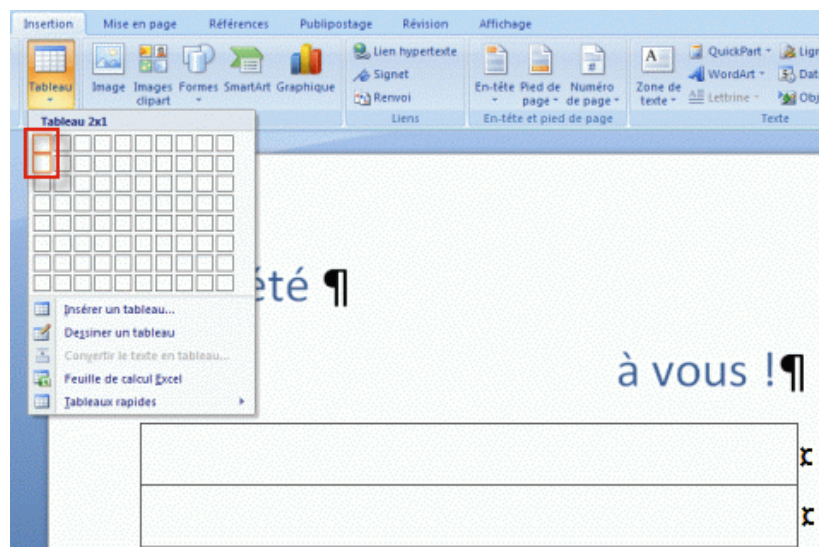 Insertion Mise en page Références Publipostage Révision Affichage
Tableau Image Images clipart Formes SmartArt Graphique
Lien hypertexte
Signet
Renvoi
Liens
En-tête Pied de page Numéro de page
En-tête et pied de page
A
Zone de texte
QuickPart
WordArt
Lettrine
Lign
Dat
Obj
Texte
Tableau 2x1
Insérer un tableau...
Dessiner un tableau
Convertir le texte en tableau...
Feuille de calcul Excel
Tableaux rapides
été ¶
à vous !¶
¤
¤